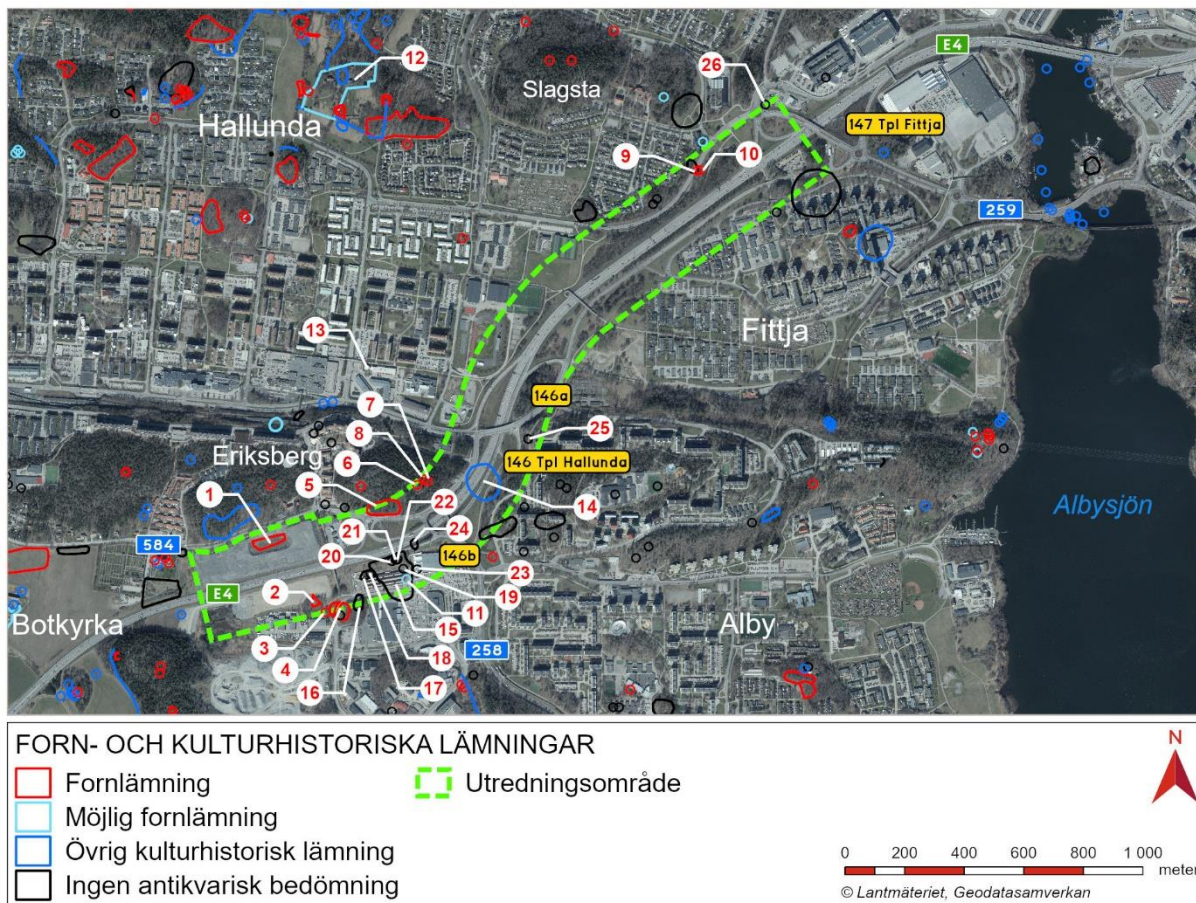 26
E4
12
Slagsta
Hallunda
147 Tpl Fittja
9
10
259
Fittja
13
146a
7
25
8
Eriksberg
146 Tpl Hallunda
6
5
22
14
1
Albysjön
21
24
584
20
146b
23
E4
2
19
Botkyrka
11
Alby
3
15
258
4
18
16
17
FORN- OCH KULTURHISTORISKA LÄMNINGAR
Fornlämning
Utredningsområde
Möjlig fornlämning
Övrig kulturhistorisk lämning
Ingen antikvarisk bedömning
N
0 200 400 600 800 1 000
meter
© Lantmäteriet, Geodatasamverkan